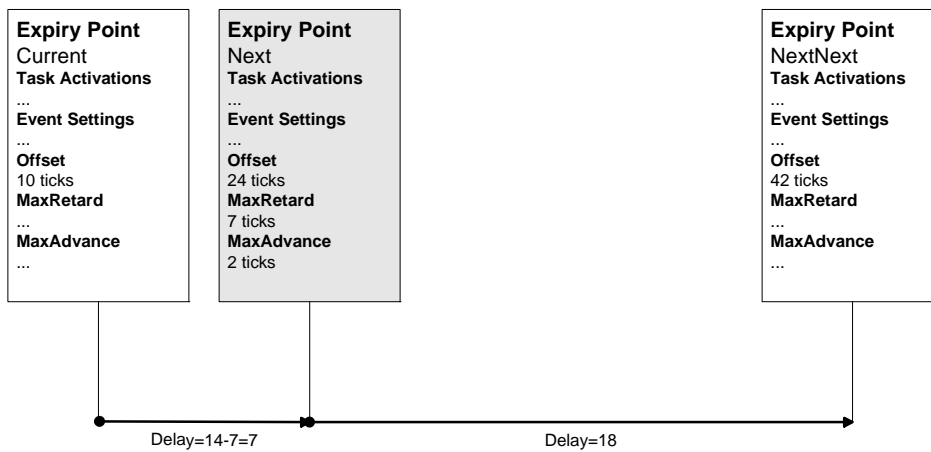 Expiry Point
Current
Task Activations
...
Event Settings
...
Offset
10 ticks
MaxRetard
...
MaxAdvance
...
Expiry Point
Next
Task Activations
...
Event Settings
...
Offset
24 ticks
MaxRetard
7 ticks
MaxAdvance
2 ticks
Expiry Point
NextNext
Task Activations
...
Event Settings
...
Offset
42 ticks
MaxRetard
...
MaxAdvance
...
Delay=14-7=7
Delay=18